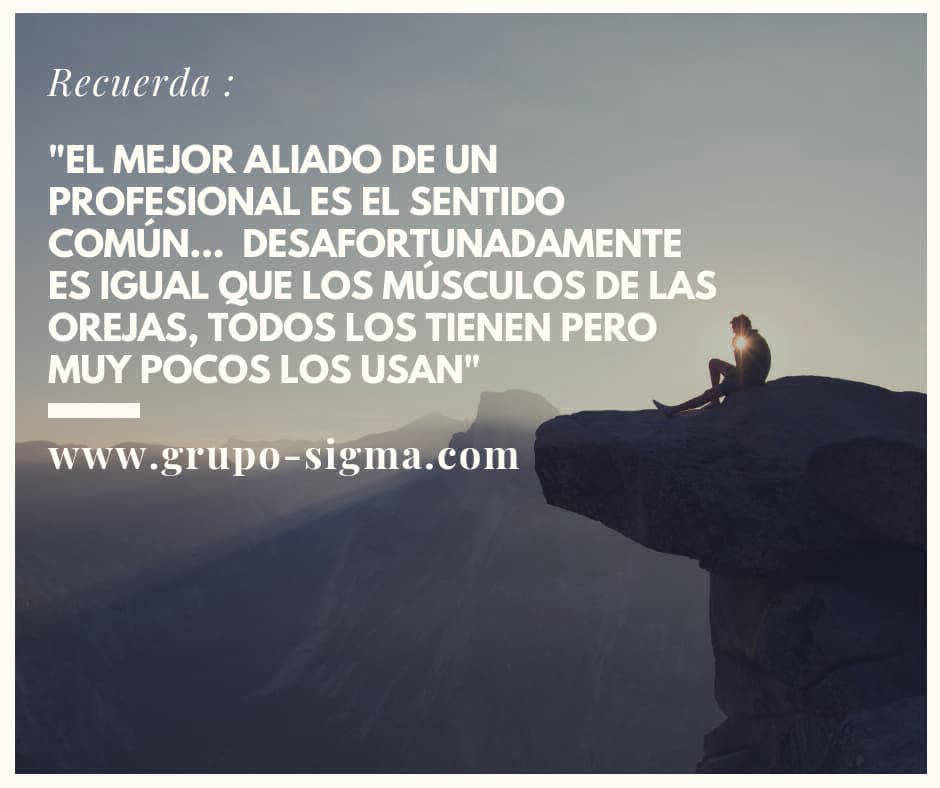 Recuerda :
"EL MEJOR ALIADO DE UN
PROFESIONAL ES EL SENTIDO
COMÚN... DESAFORTUNADAMENTE
ES IGUAL QUE LOS MÚSCULOS DE LAS
OREJAS, TODOS LOS TIENEN PERO
MUY POCOS LOS USAN"
www.grupo-sigma.com